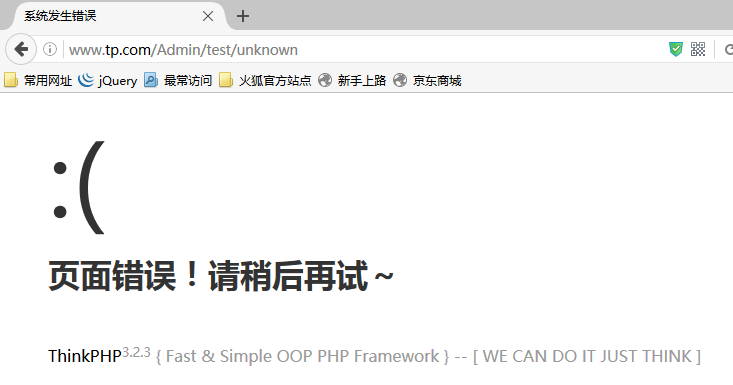 系统发生错误
www.tp.com/Admin/test/unknown
常用网址 jQuery 最常访问 火狐官方站点 新手上路 京东商城
:(
页面错误！请稍后再试～
ThinkPHP3.2.3 { Fast & Simple OOP PHP Framework } -- [ WE CAN DO IT JUST THINK ]